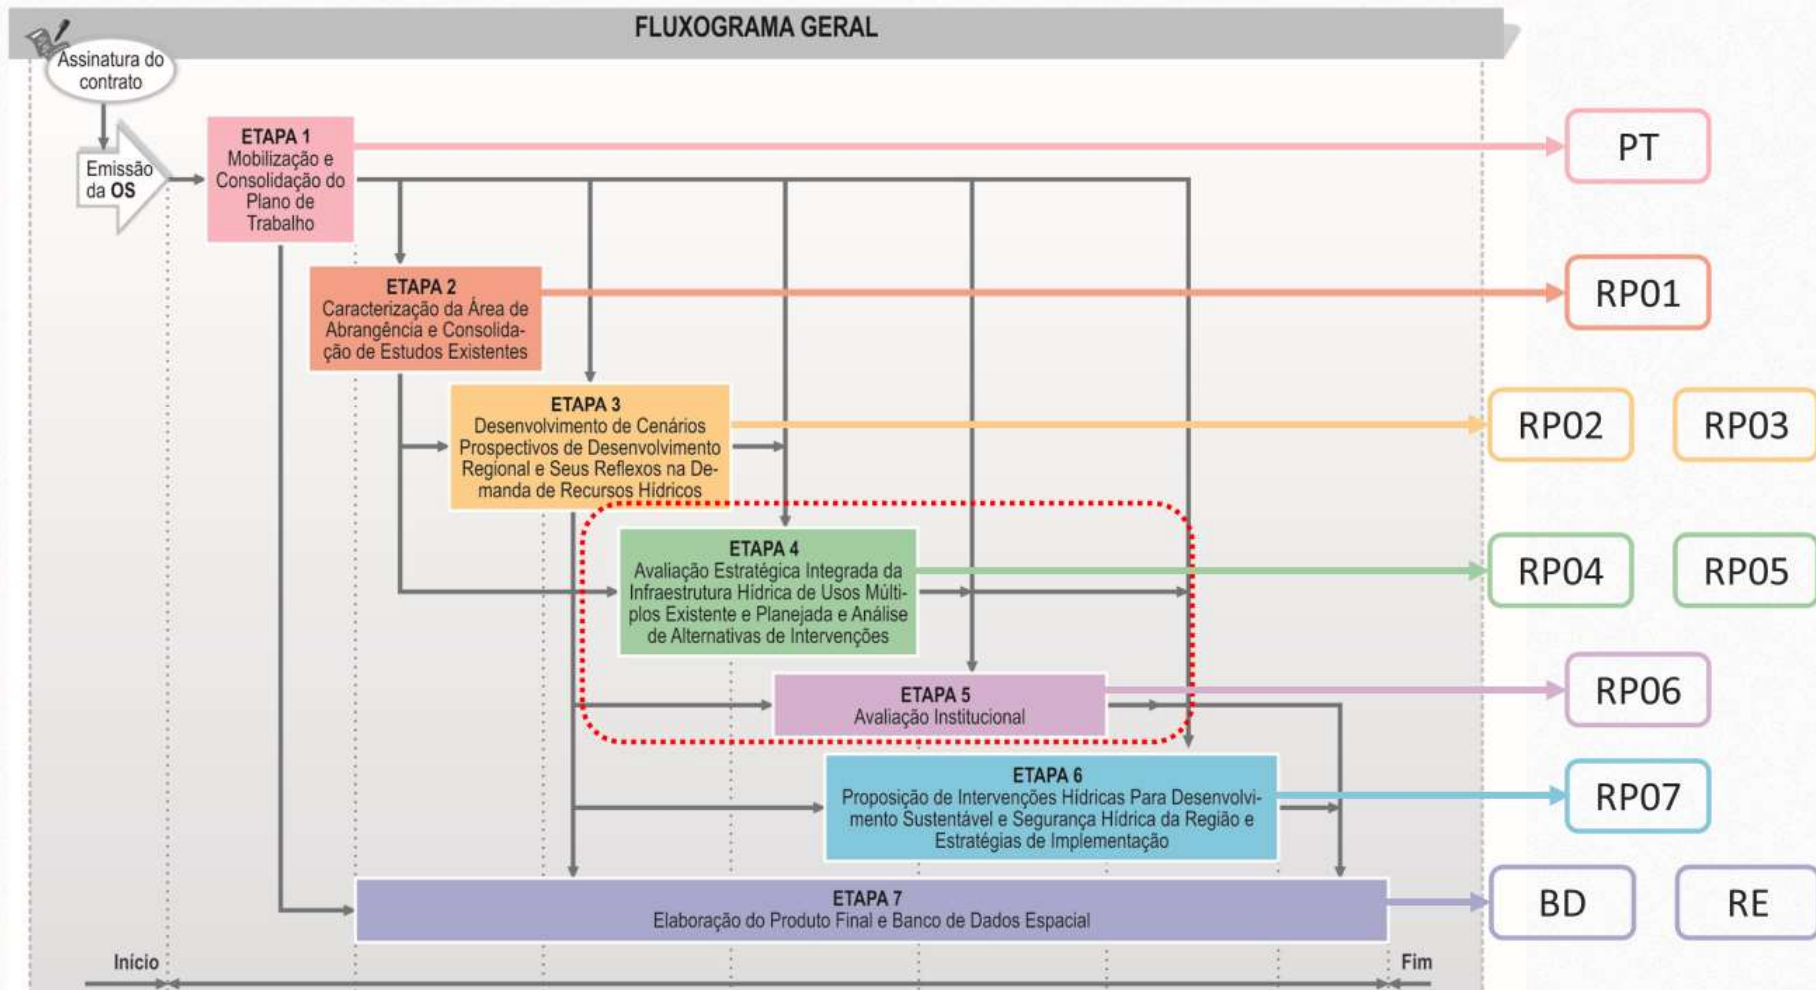 FLUXOGRAMA GERAL
Assinatura do
contrato
Emissão
da OS
ETAPA 1
Mobilização e
Consolidação do
Plano de
Trabalho
PT
ETAPA 2
Caracterização da Área de
Abrangência e Consolida-
ção de Estudos Existentes
RP01
ETAPA 3
Desenvolvimento de Cenários
Prospectivos de Desenvolvimento
Regional e Seus Reflexos na De-
manda de Recursos Hídricos
RP02
RP03
ETAPA 4
Avaliação Estratégica Integrada da
Infraestrutura Hídrica de Usos Múlti-
plos Existente e Planejada e Análise
de Alternativas de Intervenções
RP04
RP05
ETAPA 5
Avaliação Institucional
RP06
ETAPA 6
Proposição de Intervenções Hídricas Para Desenvolvi-
mento Sustentável e Segurança Hídrica da Região e
Estratégias de Implementação
RP07
ETAPA 7
Elaboração do Produto Final e Banco de Dados Espacial
BD
RE
Início
Fim